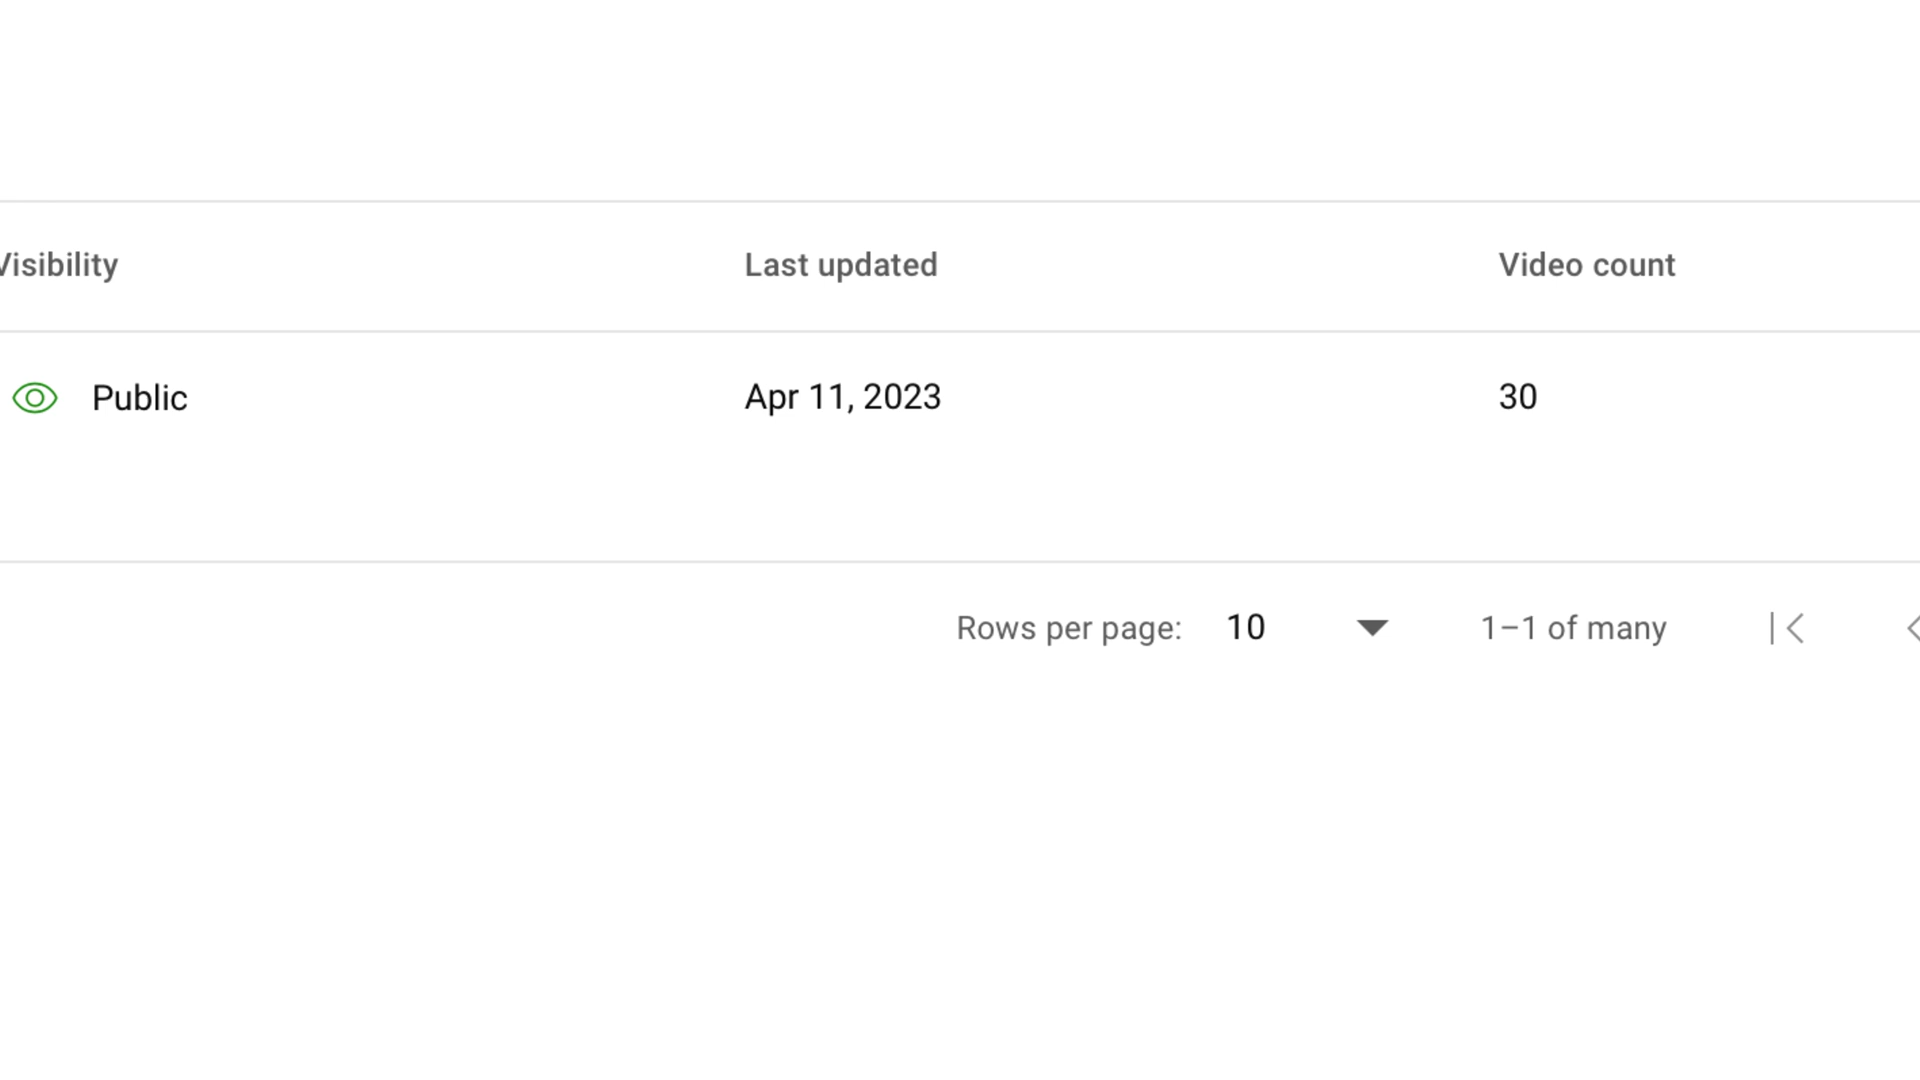 Visibility Last updated Video count
Public Apr 11, 2023 30
Rows per page: 10 1–1 of many